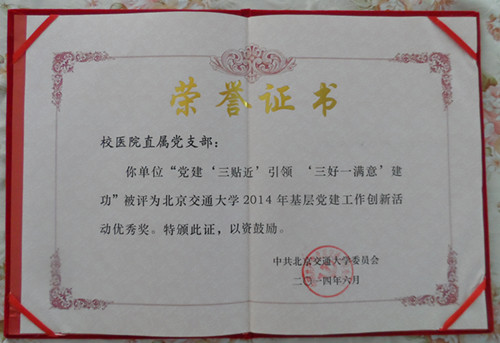 荣誉证书
校医院直属党支部：
你单位“党建‘三贴近’引领 ‘三好一满意’建
功”被评为北京交通大学2014年基层党建工作创新活
动优秀奖。特颁此证，以资鼓励。
中共北京交通大学委员会
二〇一四年六月